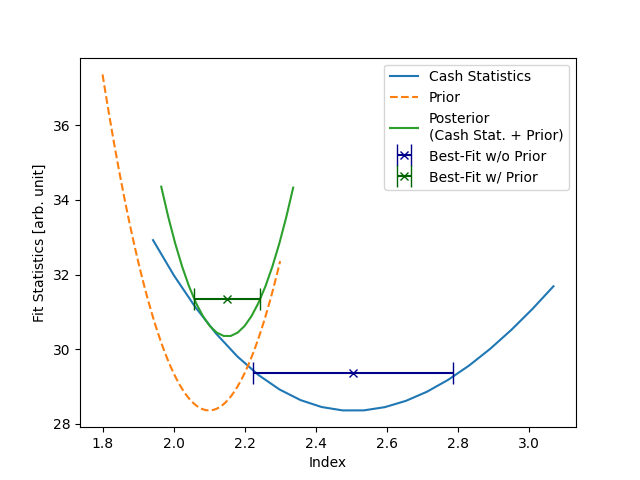 Cash Statistics
Prior
Posterior
(Cash Stat. + Prior)
Best-Fit w/o Prior
Best-Fit w/ Prior
Fit Statistics [arb. unit]
36
34
32
30
28
1.8 2.0 2.2 2.4 2.6 2.8 3.0
Index